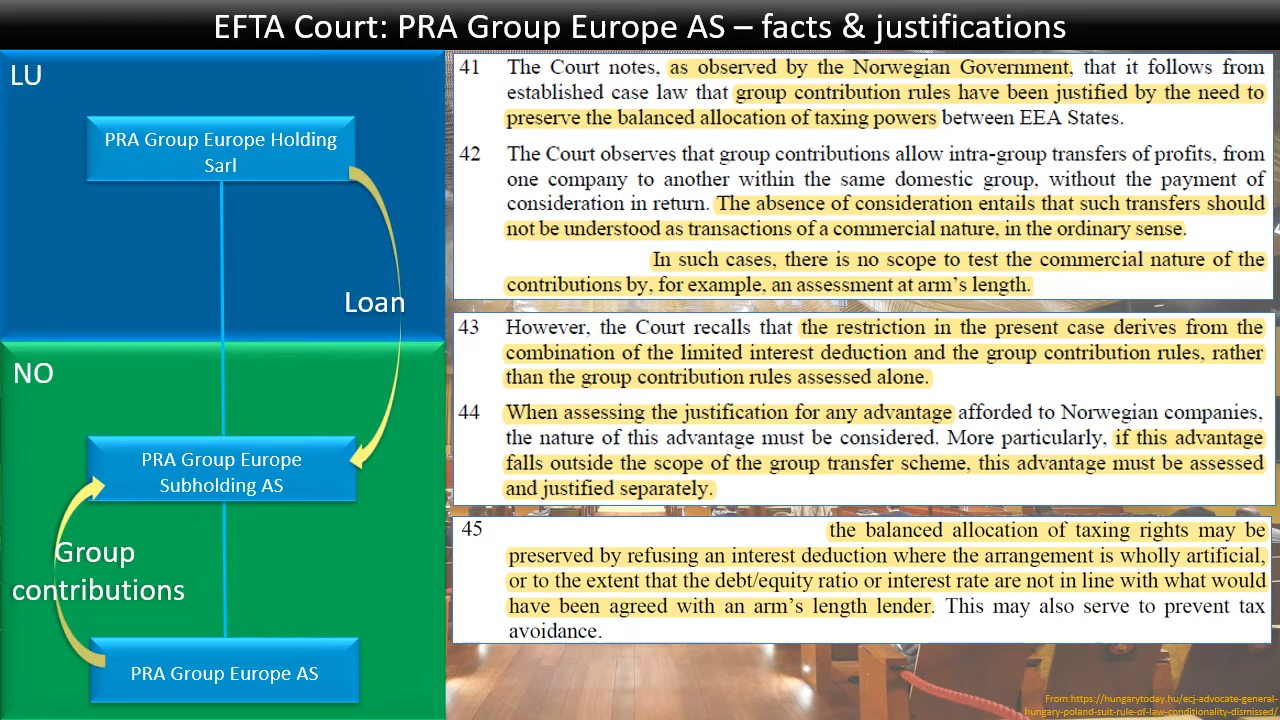 EFTA Court: PRA Group Europe AS – facts & justifications
LU
PRA Group Europe Holding
Sarl
Loan
NO
PRA Group Europe
Subholding AS
Group
contributions
PRA Group Europe AS
41 The Court notes, as observed by the Norwegian Government, that it follows from
established case law that group contribution rules have been justified by the need to
preserve the balanced allocation of taxing powers between EEA States.
42 The Court observes that group contributions allow intra-group transfers of profits, from
one company to another within the same domestic group, without the payment of
consideration in return. The absence of consideration entails that such transfers should
not be understood as transactions of a commercial nature, in the ordinary sense.
In such cases, there is no scope to test the commercial nature of the
contributions by, for example, an assessment at arm’s length.
43 However, the Court recalls that the restriction in the present case derives from the
combination of the limited interest deduction and the group contribution rules, rather
than the group contribution rules assessed alone.
44 When assessing the justification for any advantage afforded to Norwegian companies,
the nature of this advantage must be considered. More particularly, if this advantage
falls outside the scope of the group transfer scheme, this advantage must be assessed
and justified separately.
45 the balanced allocation of taxing rights may be
preserved by refusing an interest deduction where the arrangement is wholly artificial,
or to the extent that the debt/equity ratio or interest rate are not in line with what would
have been agreed with an arm’s length lender. This may also serve to prevent tax
avoidance.
From:https://hungarytoday.hu/ecj-advocate-general-
hungary-poland-suit-rule-of-law-conditionality-dismissed/